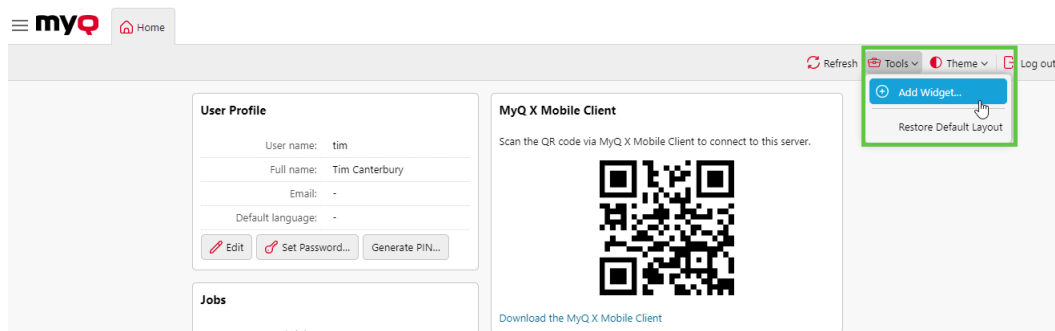 myQ Home
Refresh Tools Theme Log out
Add Widget...
Restore Default Layout
User Profile
User name: tim
Full name: Tim Canterbury
Email: -
Default language: -
Edit Set Password... Generate PIN...
Jobs
MyQ X Mobile Client
Scan the QR code via MyQ X Mobile Client to connect to this server.
Download the MyQ X Mobile Client